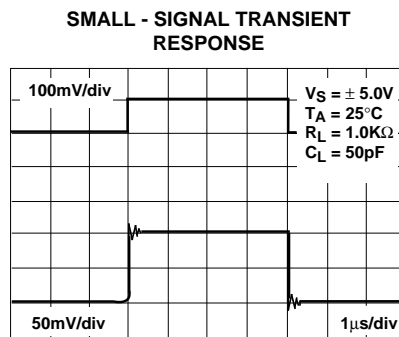 SMALL - SIGNAL TRANSIENT
RESPONSE
100mV/div
VS = ± 5.0V
TA = 25°C
RL = 1.0KΩ
CL = 50pF
50mV/div
1µs/div